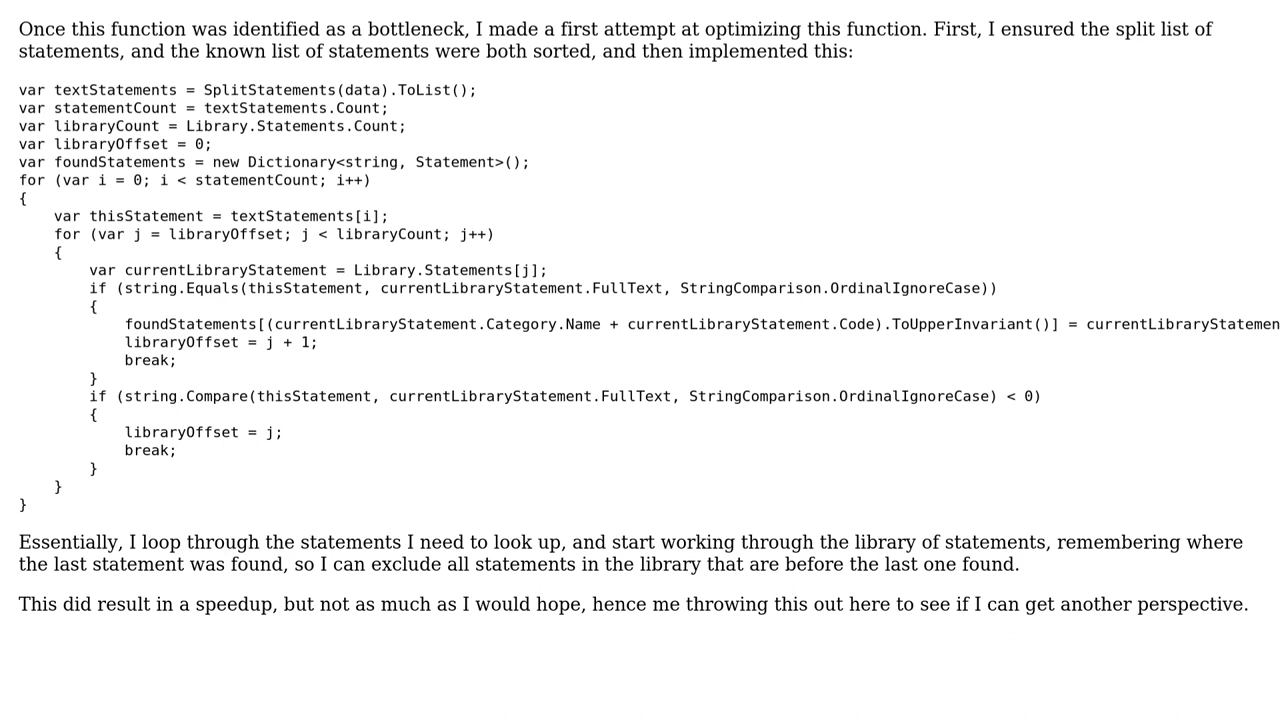 Once this function was identified as a bottleneck, I made a first attempt at optimizing this function. First, I ensured the split list of
statements, and the known list of statements were both sorted, and then implemented this:
var textStatements = SplitStatements(data).ToList();
var statementCount = textStatements.Count;
var libraryCount = Library.Statements.Count;
var libraryOffset = 0;
var foundStatements = new Dictionary<string, Statement>();
for (var i = 0; i < statementCount; i++)
{
    var thisStatement = textStatements[i];
    for (var j = libraryOffset; j < libraryCount; j++)
    {
        var currentLibraryStatement = Library.Statements[j];
        if (string.Equals(thisStatement, currentLibraryStatement.FullText, StringComparison.OrdinalIgnoreCase))
        {
            foundStatements[(currentLibraryStatement.Category.Name + currentLibraryStatement.Code).ToUpperInvariant()] = currentLibraryStatemen
            libraryOffset = j + 1;
            break;
        }
        if (string.Compare(thisStatement, currentLibraryStatement.FullText, StringComparison.OrdinalIgnoreCase) < 0)
        {
            libraryOffset = j;
            break;
        }
    }
}
Essentially, I loop through the statements I need to look up, and start working through the library of statements, remembering where
the last statement was found, so I can exclude all statements in the library that are before the last one found.
This did result in a speedup, but not as much as I would hope, hence me throwing this out here to see if I can get another perspective.